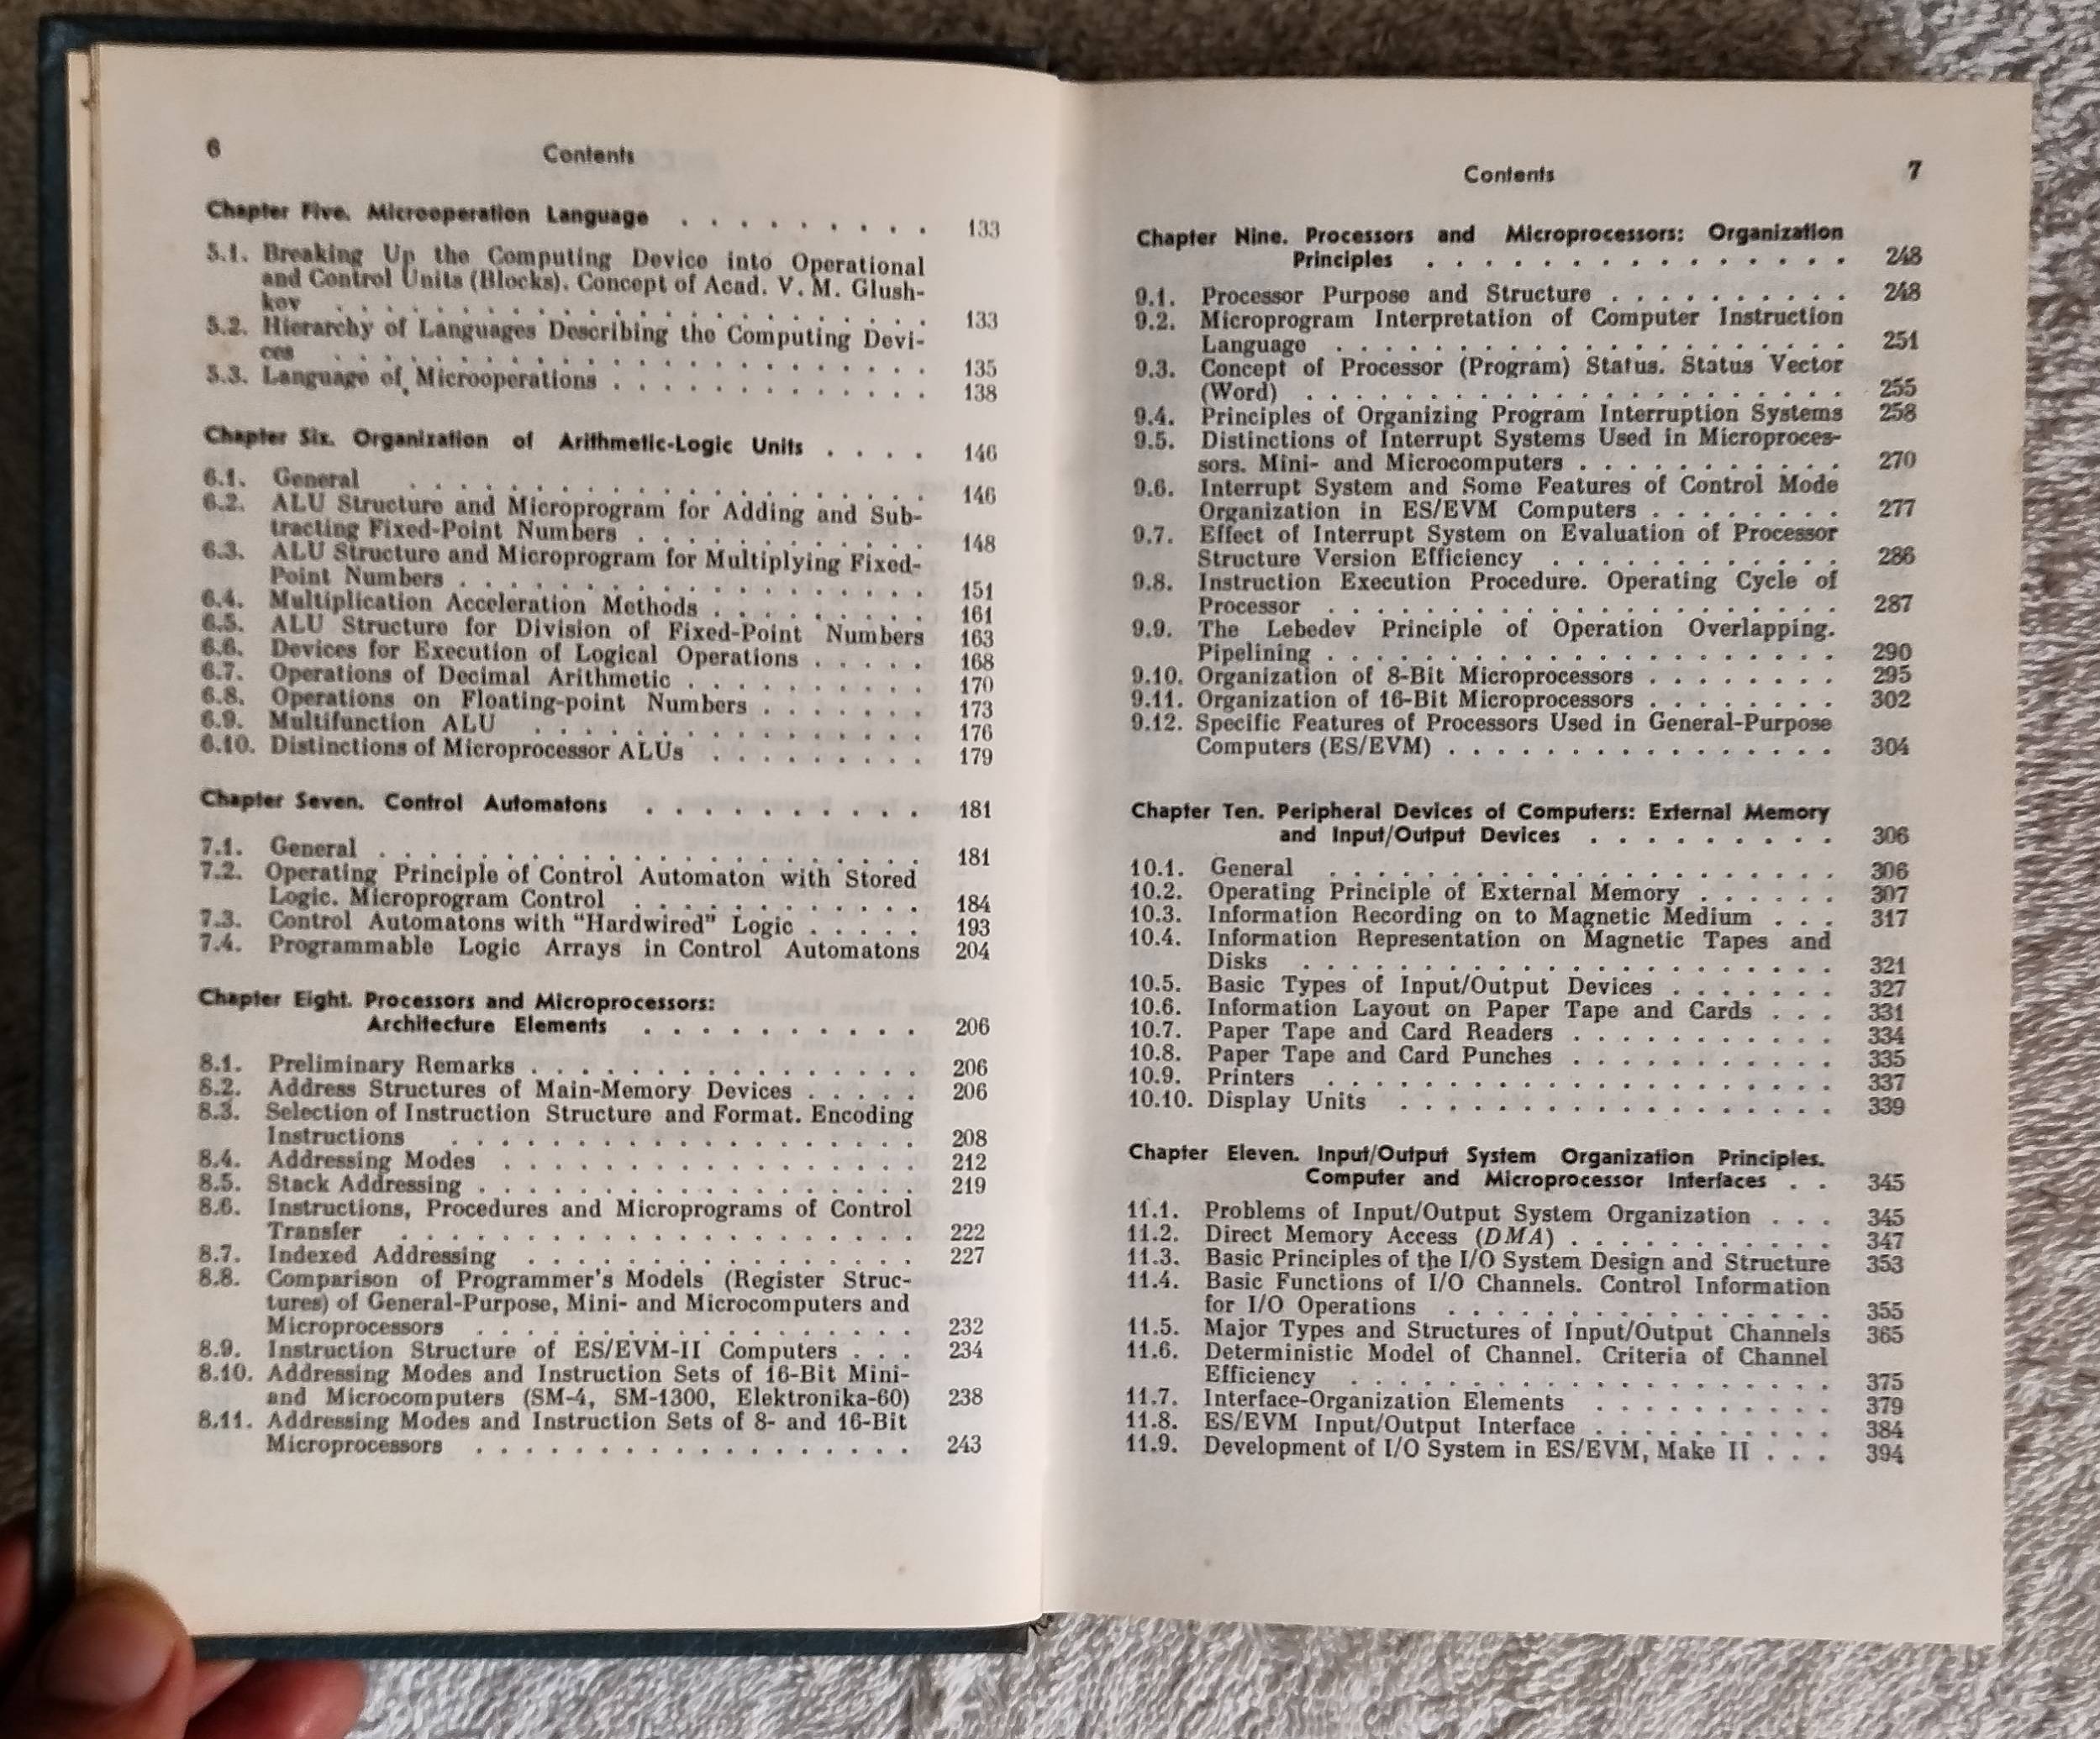 6
Contents
Chapter Five. Microoperation Language . . . . . . . . . 133
5.1. Breaking Up the Computing Device into Operational
and Control Units (Blocks). Concept of Acad. V. M. Glush-
kov . . . . . . . . . . . . . . . . . . . . . 133
5.2. Hierarchy of Languages Describing the Computing Devi-
ces . . . . . . . . . . . . . . . . . . . . . 135
5.3. Language of Microoperations . . . . . . . . . . . 138
Chapter Six. Organization of Arithmetic-Logic Units . . . . 146
6.1. General . . . . . . . . . . . . . . . . . . 146
6.2. ALU Structure and Microprogram for Adding and Sub-
tracting Fixed-Point Numbers . . . . . . . . . . 148
6.3. ALU Structure and Microprogram for Multiplying Fixed-
Point Numbers . . . . . . . . . . . . . . . . 151
6.4. Multiplication Acceleration Methods . . . . . . . . 161
6.5. ALU Structure for Division of Fixed-Point Numbers 163
6.6. Devices for Execution of Logical Operations . . . . . 168
6.7. Operations of Decimal Arithmetic . . . . . . . . . 170
6.8. Operations on Floating-point Numbers . . . . . . . 173
6.9. Multifunction ALU . . . . . . . . . . . . . . 176
6.10. Distinctions of Microprocessor ALUs . . . . . . . . 179
Chapter Seven. Control Automatons . . . . . . . . . . 181
7.1. General . . . . . . . . . . . . . . . . . . . 181
7.2. Operating Principle of Control Automaton with Stored
Logic. Microprogram Control . . . . . . . . . . . 184
7.3. Control Automatons with “Hardwired” Logic . . . . . 193
7.4. Programmable Logic Arrays in Control Automatons 204
Chapter Eight. Processors and Microprocessors:
Architecture Elements . . . . . . . . . . 206
8.1. Preliminary Remarks . . . . . . . . . . . . . . 206
8.2. Address Structures of Main-Memory Devices . . . . . 206
8.3. Selection of Instruction Structure and Format. Encoding
Instructions . . . . . . . . . . . . . . . . . 208
8.4. Addressing Modes . . . . . . . . . . . . . . . 212
8.5. Stack Addressing . . . . . . . . . . . . . . . . 219
8.6. Instructions, Procedures and Microprograms of Control
Transfer . . . . . . . . . . . . . . . . . . . 222
8.7. Indexed Addressing . . . . . . . . . . . . . . 227
8.8. Comparison of Programmer's Models (Register Struc-
tures) of General-Purpose, Mini- and Microcomputers and
Microprocessors . . . . . . . . . . . . . . . . 232
8.9. Instruction Structure of ES/EVM-II Computers . . . 234
8.10. Addressing Modes and Instruction Sets of 16-Bit Mini-
and Microcomputers (SM-4, SM-1300, Elektronika-60) 238
8.11. Addressing Modes and Instruction Sets of 8- and 16-Bit
Microprocessors . . . . . . . . . . . . . . . . 243
Contents
7
Chapter Nine. Processors and Microprocessors: Organization
Principles . . . . . . . . . . . . . . . 248
9.1. Processor Purpose and Structure . . . . . . . . . . 248
9.2. Microprogram Interpretation of Computer Instruction
Language . . . . . . . . . . . . . . . . . . . 251
9.3. Concept of Processor (Program) Status. Status Vector
(Word) . . . . . . . . . . . . . . . . . . . . 255
9.4. Principles of Organizing Program Interruption Systems 258
9.5. Distinctions of Interrupt Systems Used in Microproces-
sors. Mini- and Microcomputers . . . . . . . . . . . 270
9.6. Interrupt System and Some Features of Control Mode
Organization in ES/EVM Computers . . . . . . . . 277
9.7. Effect of Interrupt System on Evaluation of Processor
Structure Version Efficiency . . . . . . . . . . . . 286
9.8. Instruction Execution Procedure. Operating Cycle of
Processor . . . . . . . . . . . . . . . . . . . 287
9.9. The Lebedev Principle of Operation Overlapping.
Pipelining . . . . . . . . . . . . . . . . . . . 290
9.10. Organization of 8-Bit Microprocessors . . . . . . . . 295
9.11. Organization of 16-Bit Microprocessors . . . . . . . . 302
9.12. Specific Features of Processors Used in General-Purpose
Computers (ES/EVM) . . . . . . . . . . . . . . . 304
Chapter Ten. Peripheral Devices of Computers: External Memory
and Input/Output Devices . . . . . . . . . 306
10.1. General . . . . . . . . . . . . . . . . . . 306
10.2. Operating Principle of External Memory . . . . . . 307
10.3. Information Recording on to Magnetic Medium . . . 317
10.4. Information Representation on Magnetic Tapes and
Disks . . . . . . . . . . . . . . . . . . . 321
10.5. Basic Types of Input/Output Devices . . . . . . . 327
10.6. Information Layout on Paper Tape and Cards . . . 331
10.7. Paper Tape and Card Readers . . . . . . . . . . 334
10.8. Paper Tape and Card Punches . . . . . . . . . . 335
10.9. Printers . . . . . . . . . . . . . . . . . . 337
10.10. Display Units . . . . . . . . . . . . . . . . 339
Chapter Eleven. Input/Output System Organization Principles.
Computer and Microprocessor Interfaces . . 345
11.1. Problems of Input/Output System Organization . . . 345
11.2. Direct Memory Access (DMA) . . . . . . . . . . 347
11.3. Basic Principles of the I/O System Design and Structure 353
11.4. Basic Functions of I/O Channels. Control Information
for I/O Operations . . . . . . . . . . . . . . 355
11.5. Major Types and Structures of Input/Output Channels 365
11.6. Deterministic Model of Channel. Criteria of Channel
Efficiency . . . . . . . . . . . . . . . . . 375
11.7. Interface-Organization Elements . . . . . . . . . 379
11.8. ES/EVM Input/Output Interface . . . . . . . . . 384
11.9. Development of I/O System in ES/EVM, Make II . . . 394